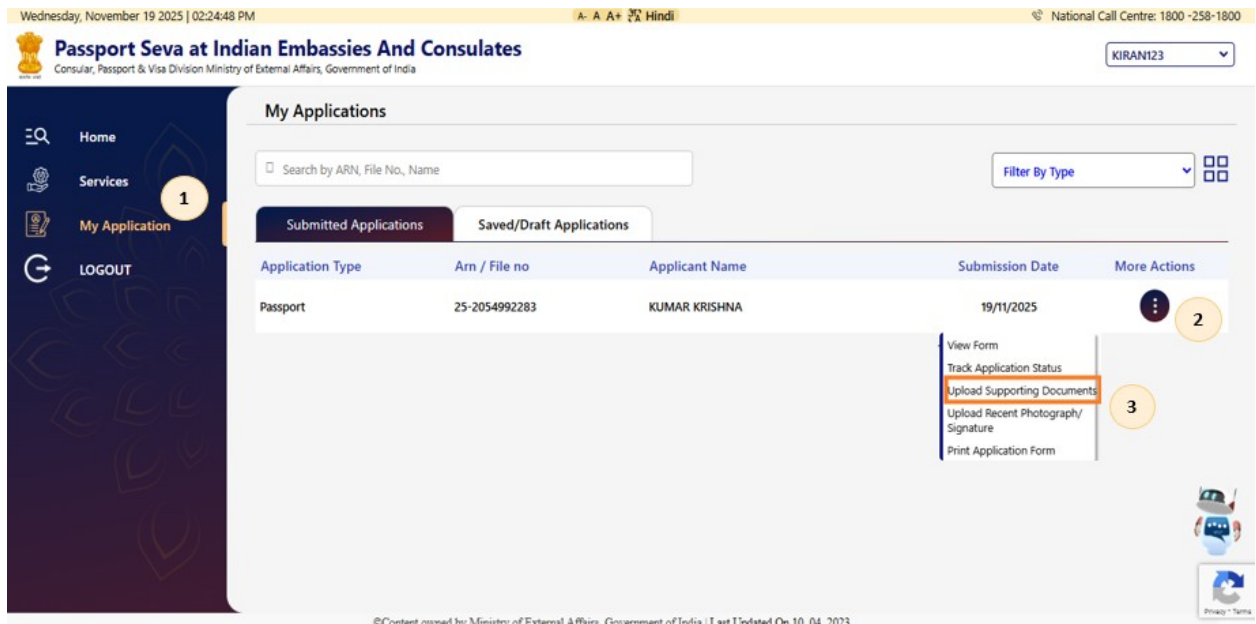 Wednesday, November 19 2025 | 02:24:48 PM
A- A A+ Hindi
National Call Centre: 1800 -258-1800
Passport Seva at Indian Embassies And Consulates
Consular, Passport & Visa Division Ministry of External Affairs, Government of India
KIRAN123
My Applications
Home
Services
1
My Application
LOGOUT
Search by ARN, File No., Name
Filter By Type
Submitted Applications
Saved/Draft Applications
Application Type Arn / File no Applicant Name Submission Date More Actions
Passport 25-2054992283 KUMAR KRISHNA 19/11/2025
2
View Form
Track Application Status
Upload Supporting Documents
3
Upload Recent Photograph/
Signature
Print Application Form
Privacy - Terms
©Content owned by Ministry of External Affairs, Government of India | Last Updated On 10, 04, 2023